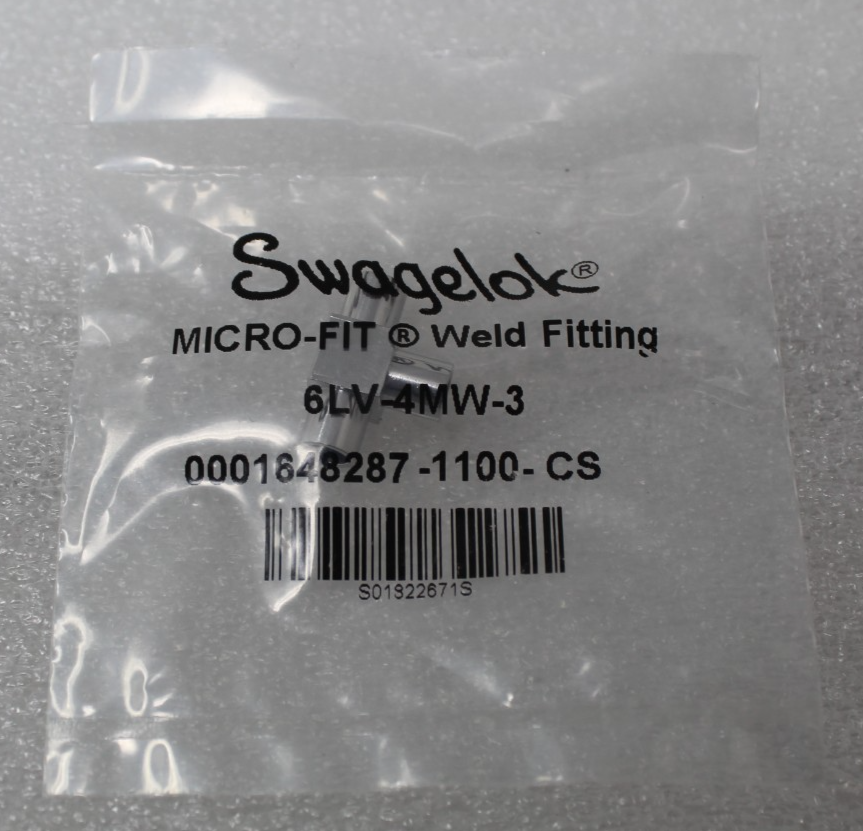 Swagelok®
MICRO-FIT ® Weld Fitting
6LV-4MW-3
0001648287 -1100- CS
S01822671S